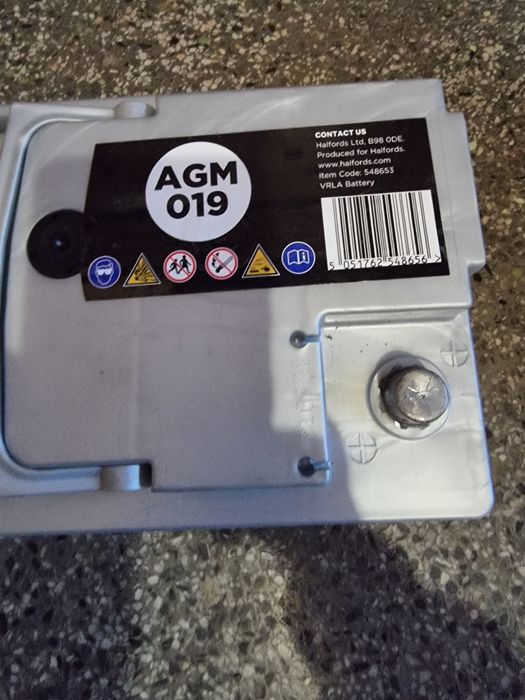 AGM
019
CONTACT US
Halfords Ltd, B98 0DE.
Produced for Halfords.
www.halfords.com
Item Code: 548653
VRLA Battery
5 051762 548656 >
+
+